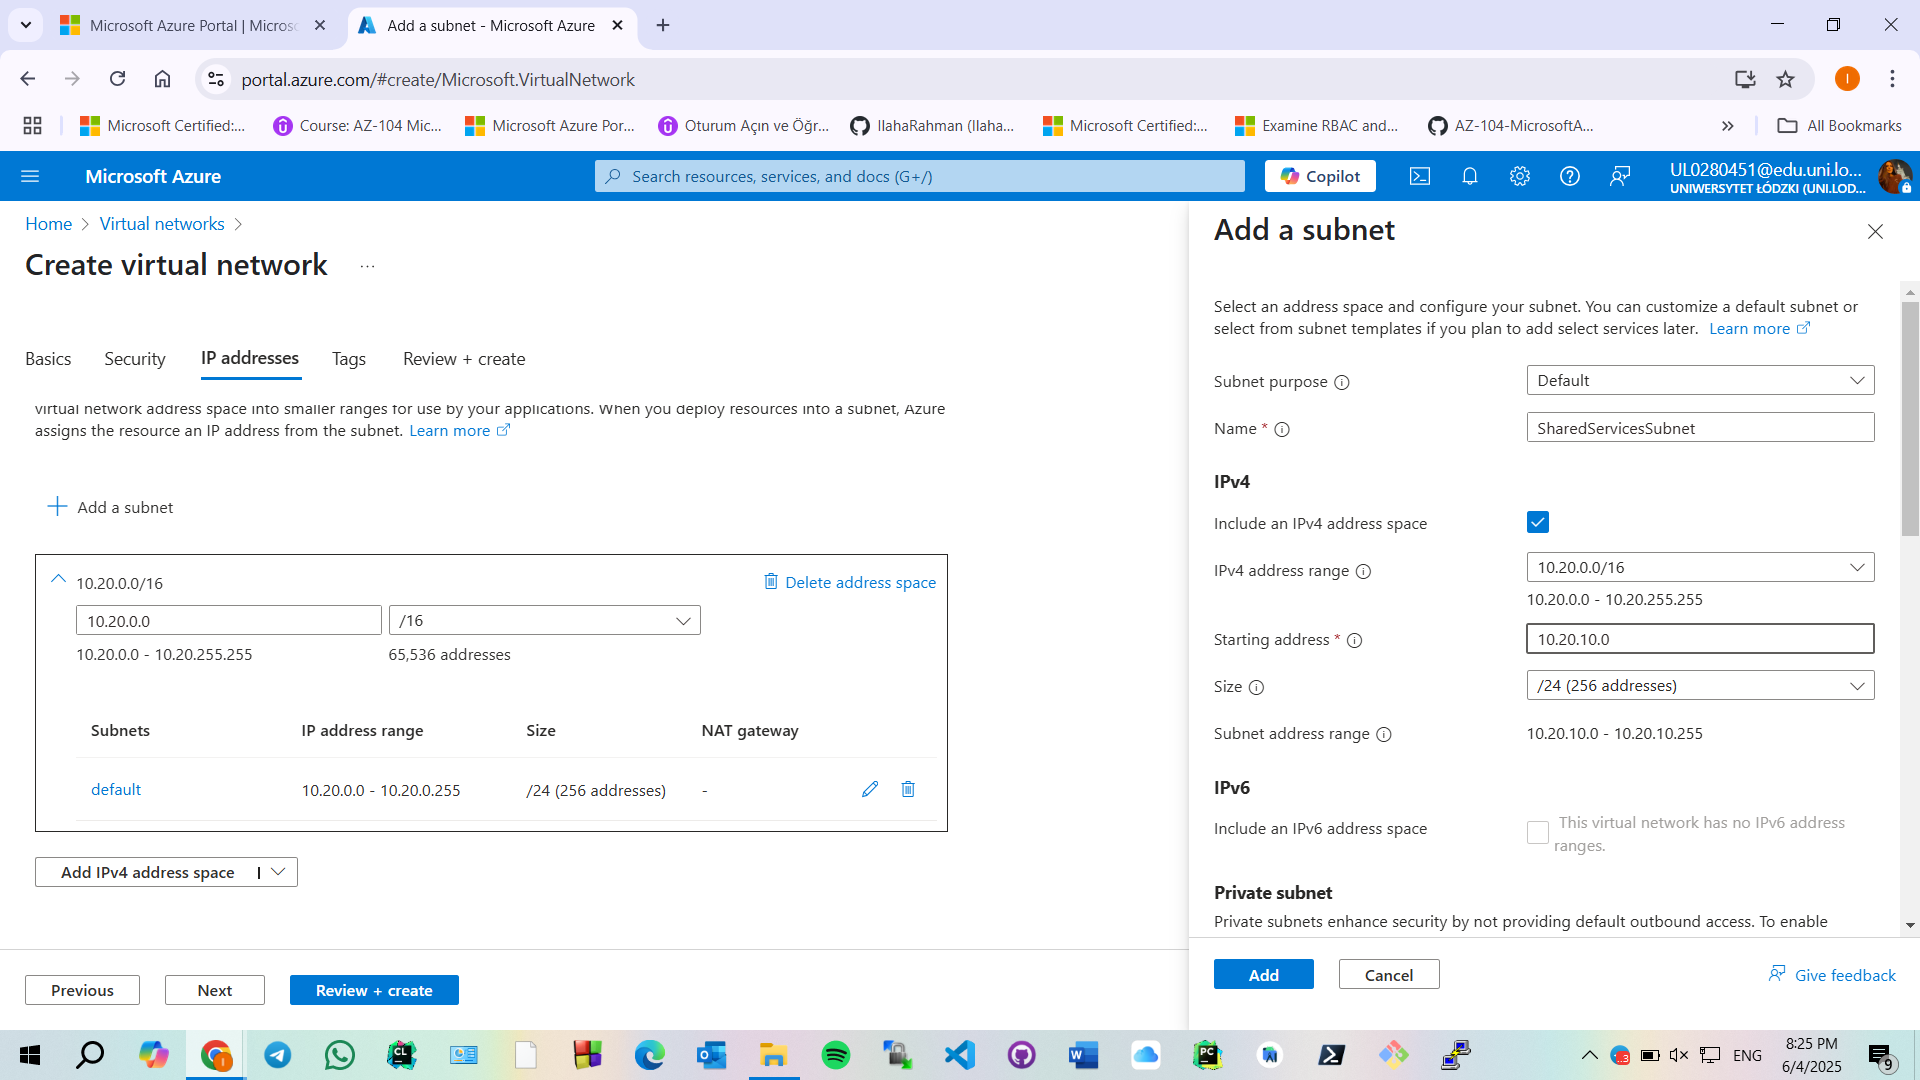 Microsoft Azure Portal | Micros
Add a subnet - Microsoft Azure
portal.azure.com/#create/Microsoft.VirtualNetwork
I
Microsoft Certified:...
Course: AZ-104 Mic...
Microsoft Azure Por...
Oturum Açın ve Öğr...
IlahaRahman (Ilaha...
Microsoft Certified:...
Examine RBAC and...
AZ-104-MicrosoftA...
All Bookmarks
Microsoft Azure
Search resources, services, and docs (G+/)
Copilot
UL0280451@edu.uni.lo...
UNIWERSYTET ŁÓDZKI (UNI.LOD...
Home
Virtual networks
Create virtual network
...
Basics
Security
IP addresses
Tags
Review + create
virtual network address space into smaller ranges for use by your applications. When you deploy resources into a subnet, Azure
assigns the resource an IP address from the subnet. Learn more
Add a subnet
10.20.0.0/16
Delete address space
10.20.0.0
/16
10.20.0.0 - 10.20.255.255
65,536 addresses
Subnets
IP address range
Size
NAT gateway
default
10.20.0.0 - 10.20.0.255
/24 (256 addresses)
-
Add IPv4 address space
Previous
Next
Review + create
Add a subnet
Select an address space and configure your subnet. You can customize a default subnet or
select from subnet templates if you plan to add select services later. Learn more
Subnet purpose
Default
Name *
SharedServicesSubnet
IPv4
Include an IPv4 address space
IPv4 address range
10.20.0.0/16
10.20.0.0 - 10.20.255.255
Starting address *
10.20.10.0
Size
/24 (256 addresses)
Subnet address range
10.20.10.0 - 10.20.10.255
IPv6
Include an IPv6 address space
This virtual network has no IPv6 address
ranges.
Private subnet
Private subnets enhance security by not providing default outbound access. To enable
Add
Cancel
Give feedback
ENG
8:25 PM
6/4/2025
9